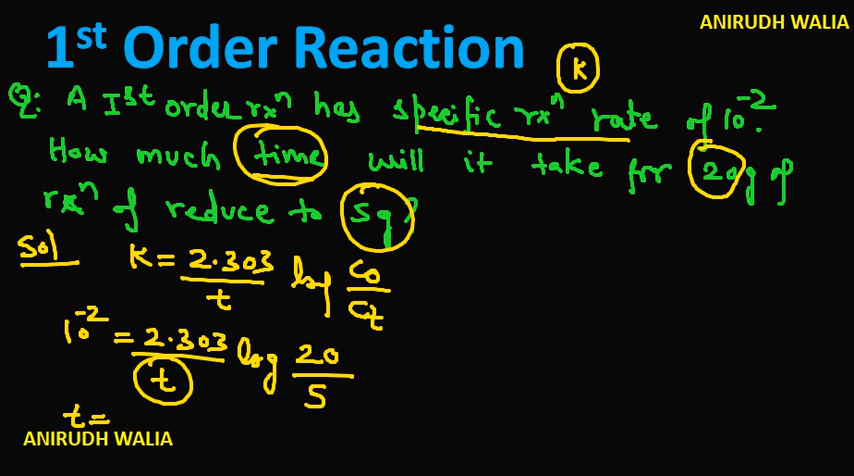 ANIRUDH WALIA
1st Order Reaction
K
Q: A Ist order rxⁿ has specific rxⁿ rate of 10⁻².
How much time will it take for 20g of
rxⁿ of reduce to 5g?
Sol K = 2.303/t log C₀/Cₜ
10⁻² = 2.303/t log 20/5
t =
ANIRUDH WALIA